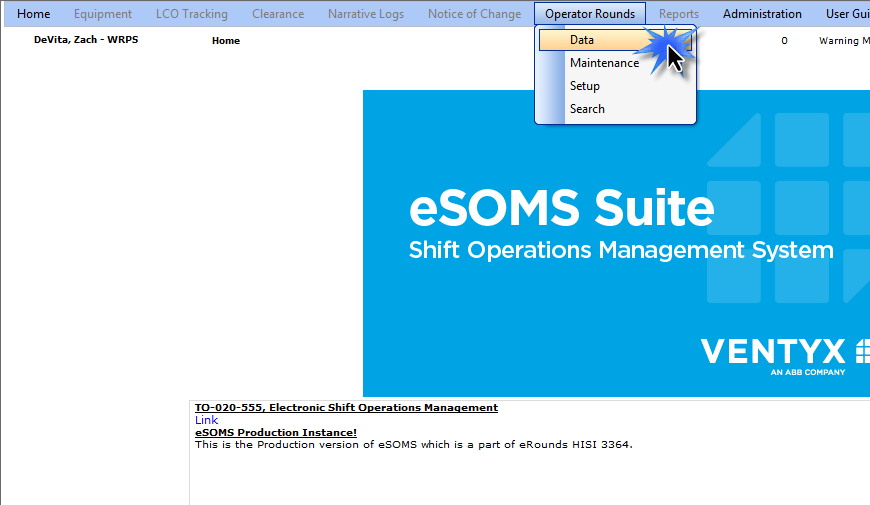 Home Equipment LCO Tracking Clearance Narrative Logs Notice of Change Operator Rounds Reports Administration User Gui
DeVita, Zach - WRPS Home 0 Warning M
Data
Maintenance
Setup
Search
eSOMS Suite
Shift Operations Management System
VENTYX
AN ABB COMPANY
TO-020-555, Electronic Shift Operations Management
Link
eSOMS Production Instance!
This is the Production version of eSOMS which is a part of eRounds HISI 3364.